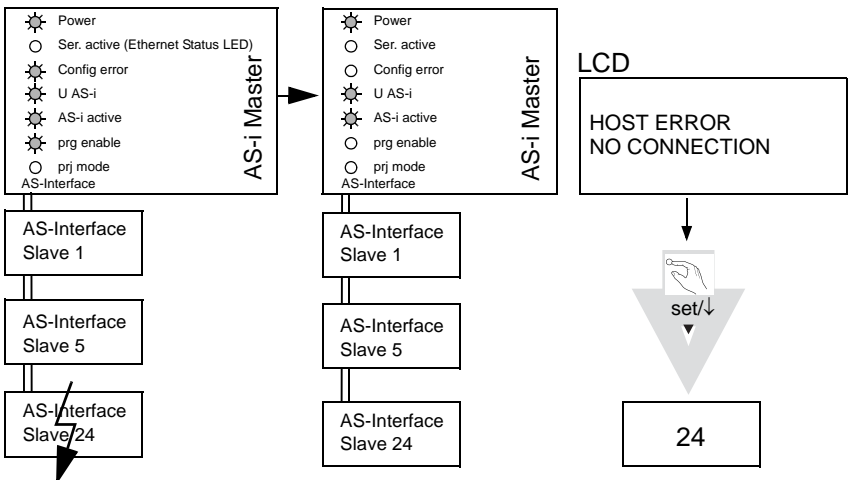 Power
Ser. active (Ethernet Status LED)
Config error
U AS-i
AS-i active
prg enable
prj mode
AS-Interface
AS-i Master
AS-Interface
Slave 1
AS-Interface
Slave 5
AS-Interface
Slave 24
Power
Ser. active
Config error
U AS-i
AS-i active
prg enable
prj mode
AS-Interface
AS-i Master
AS-Interface
Slave 1
AS-Interface
Slave 5
AS-Interface
Slave 24
LCD
HOST ERROR
NO CONNECTION
set/↓
24